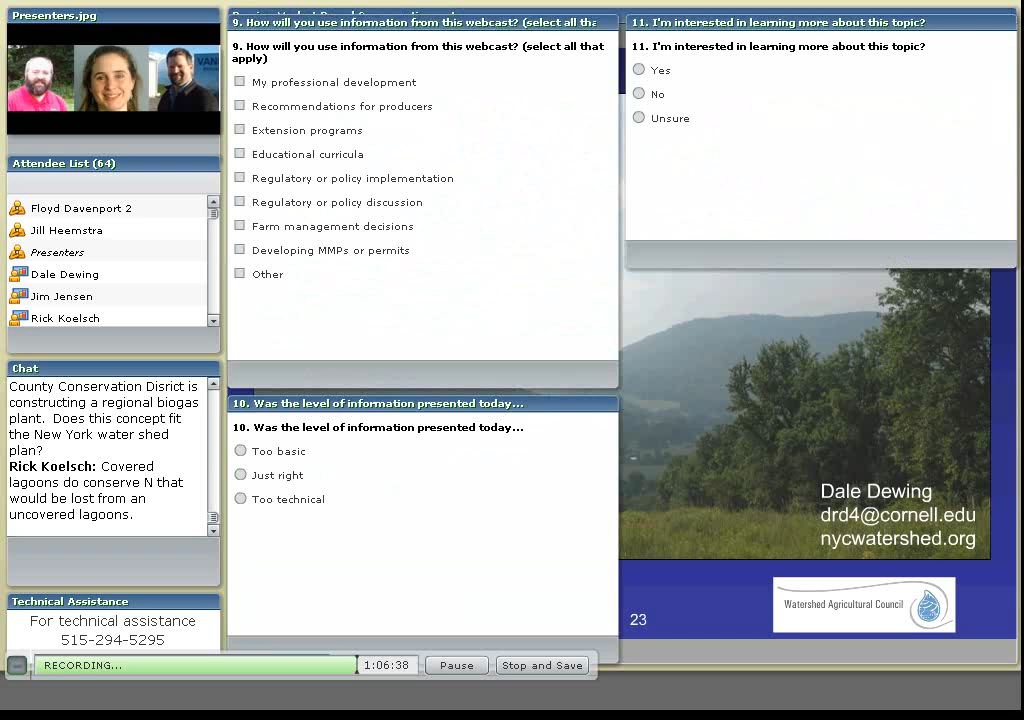 Presenters.jpg
VAN
Attendee List (64)
Floyd Davenport 2
Jill Heemstra
Presenters
Dale Dewing
Jim Jensen
Rick Koelsch
Chat
County Conservation Disrict is
constructing a regional biogas
plant. Does this concept fit
the New York water shed
plan?
Rick Koelsch: Covered
lagoons do conserve N that
would be lost from an
uncovered lagoons.
Technical Assistance
For technical assistance
515-294-5295
9. How will you use information from this webcast? (select all tha
9. How will you use information from this webcast? (select all that
apply)
My professional development
Recommendations for producers
Extension programs
Educational curricula
Regulatory or policy implementation
Regulatory or policy discussion
Farm management decisions
Developing MMPs or permits
Other
10. Was the level of information presented today...
10. Was the level of information presented today...
Too basic
Just right
Too technical
11. I'm interested in learning more about this topic?
11. I'm interested in learning more about this topic?
Yes
No
Unsure
Dale Dewing
drd4@cornell.edu
nycwatershed.org
23
Watershed Agricultural Council
RECORDING...
1:06:38
Pause
Stop and Save